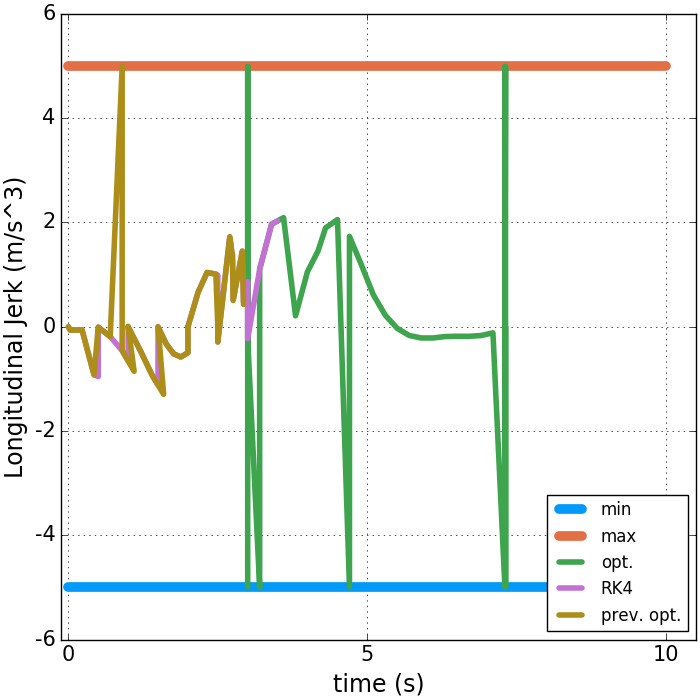 6
4
2
0
-2
-4
-6
Longitudinal Jerk (m/s^3)
0
5
10
time (s)
min
max
opt.
RK4
prev. opt.